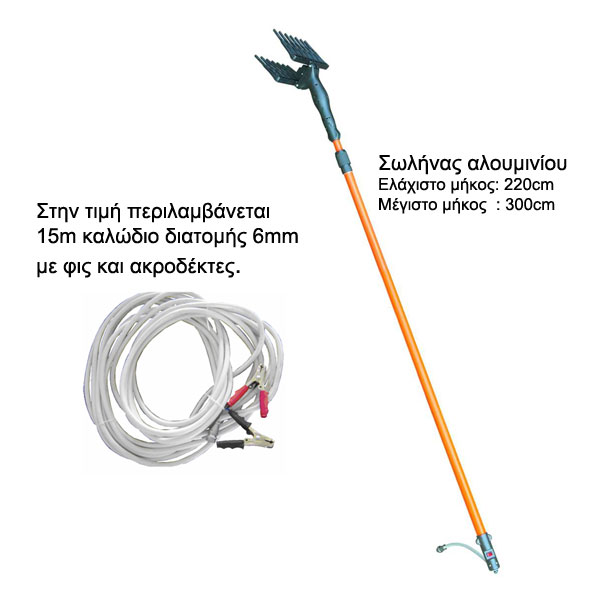 Σωλήνας αλουμινίου
Ελάχιστο μήκος: 220cm
Μέγιστο μήκος : 300cm
Στην τιμή περιλαμβάνεται
15m καλώδιο διατομής 6mm
με φις και ακροδέκτες.